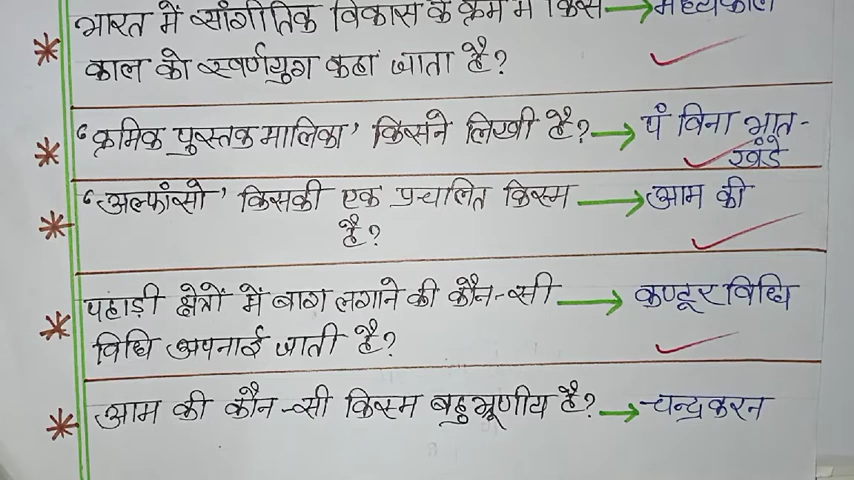 भारत में सांगीतिक विकास के क्रम में किस → मध्यकाल
काल को स्वर्णयुग कहा जाता है?
'क्रमिक पुस्तक मालिका' किसने लिखी है? → पं विना भात-
खंडे
'अल्फांसो' किसकी एक प्रचालित किस्म → आम की
है?
पहाड़ी क्षेत्रों में बाग लगाने की कौन-सी → कण्टूर विधि
विधि अपनाई जाती है?
आम की कौन-सी किस्म बहुभ्रूणीय है? → चन्द्रकरन